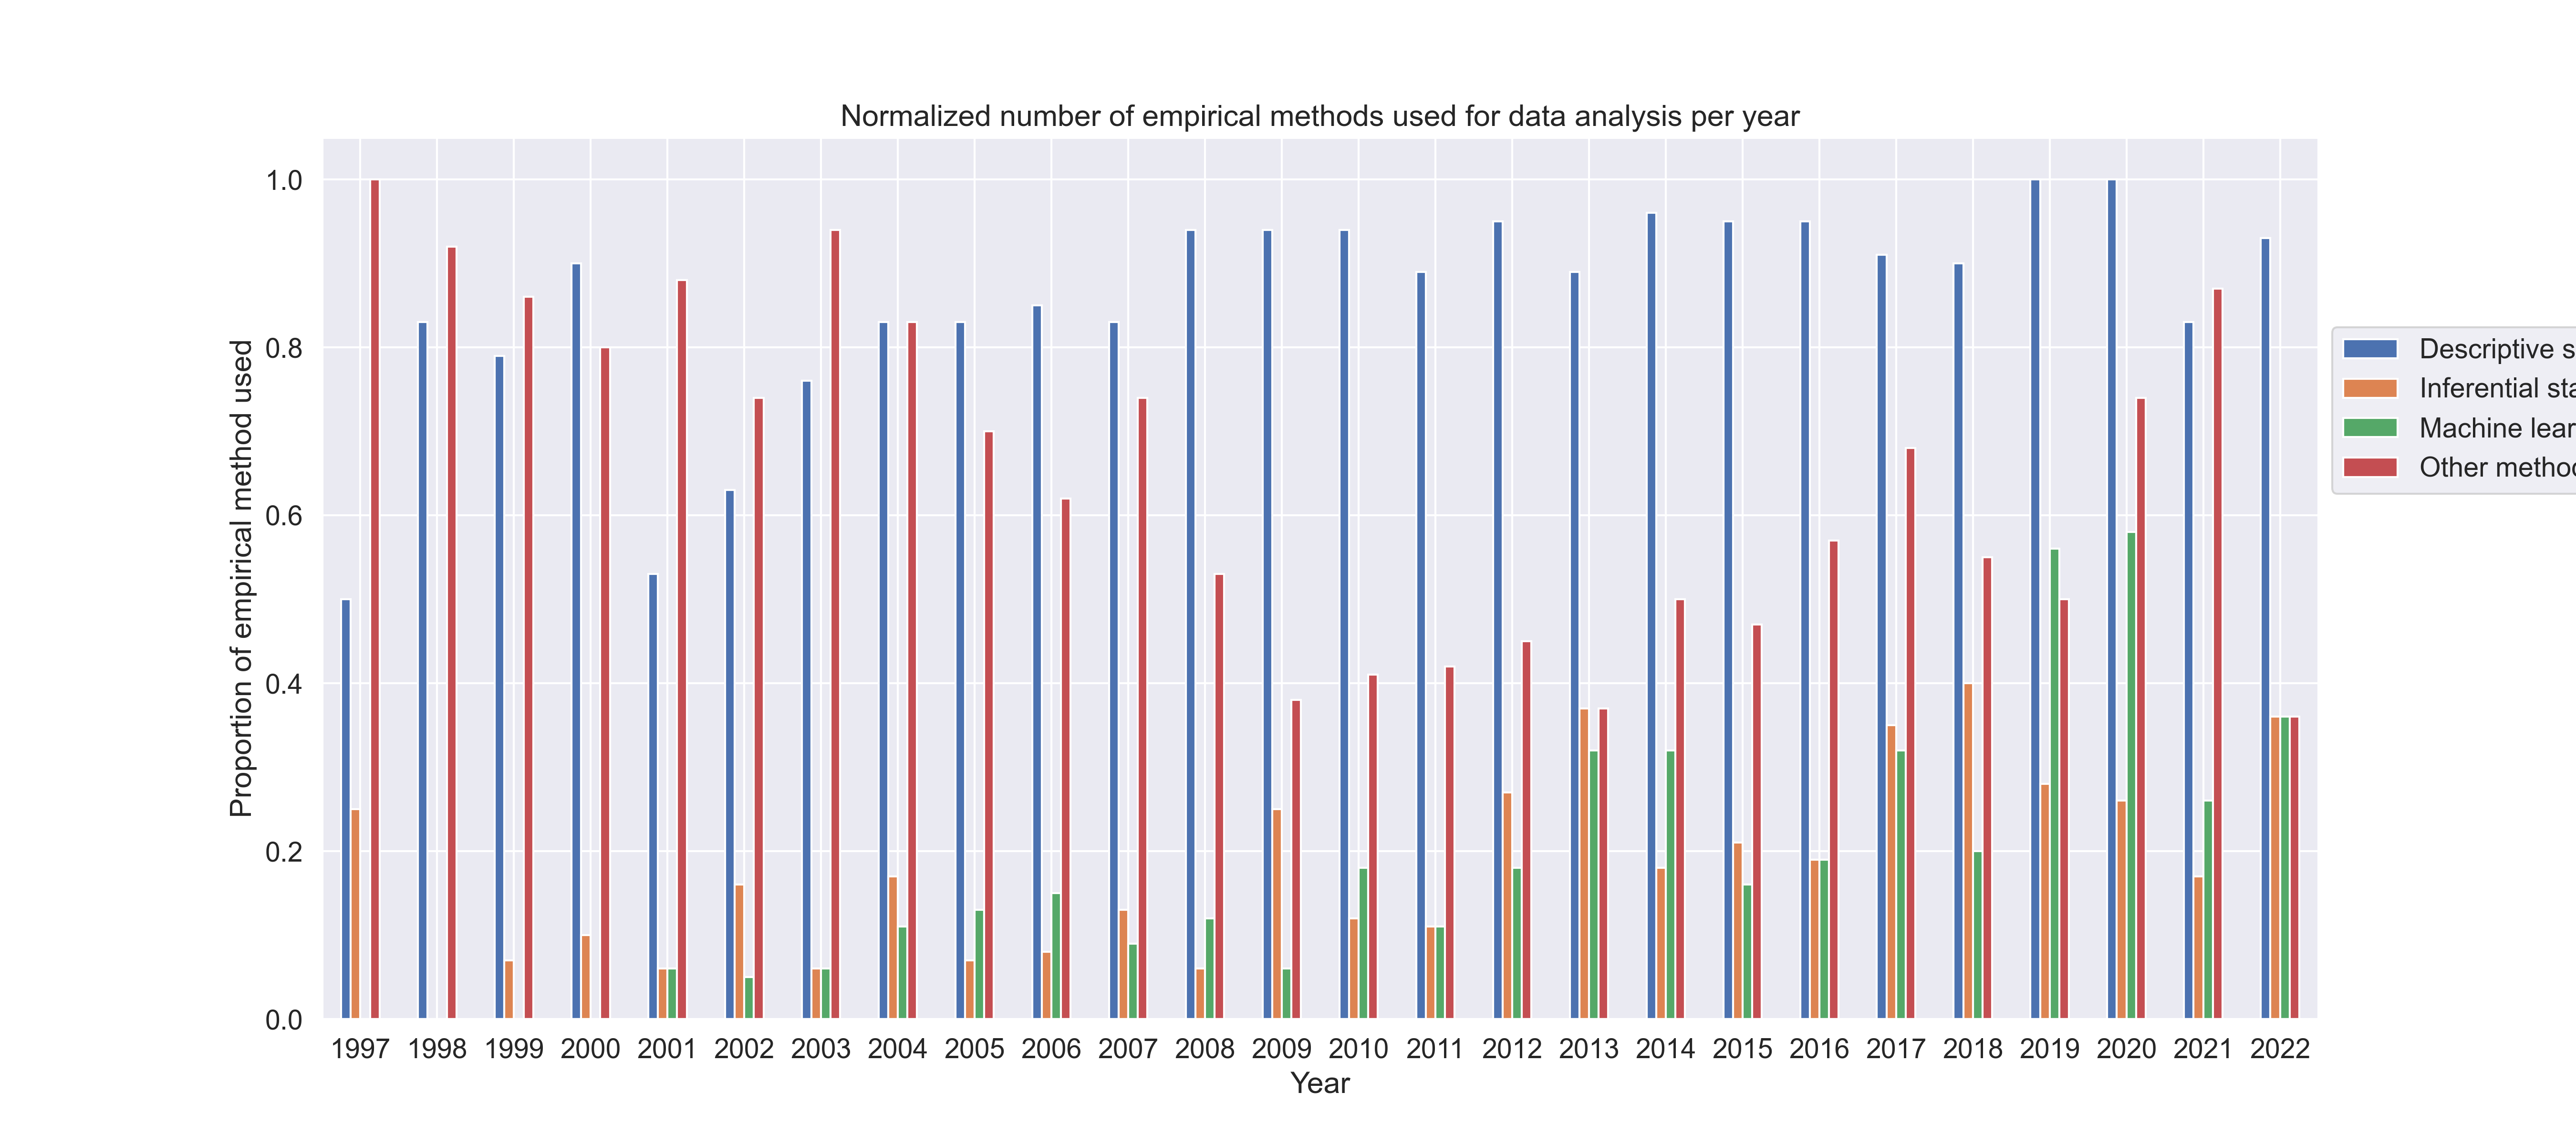 Normalized number of empirical methods used for data analysis per year
Proportion of empirical method used
1.0
0.8
0.6
0.4
0.2
0.0
1997 1998 1999 2000 2001 2002 2003 2004 2005 2006 2007 2008 2009 2010 2011 2012 2013 2014 2015 2016 2017 2018 2019 2020 2021 2022
Year
Descriptive
Inferential
Machine
Other